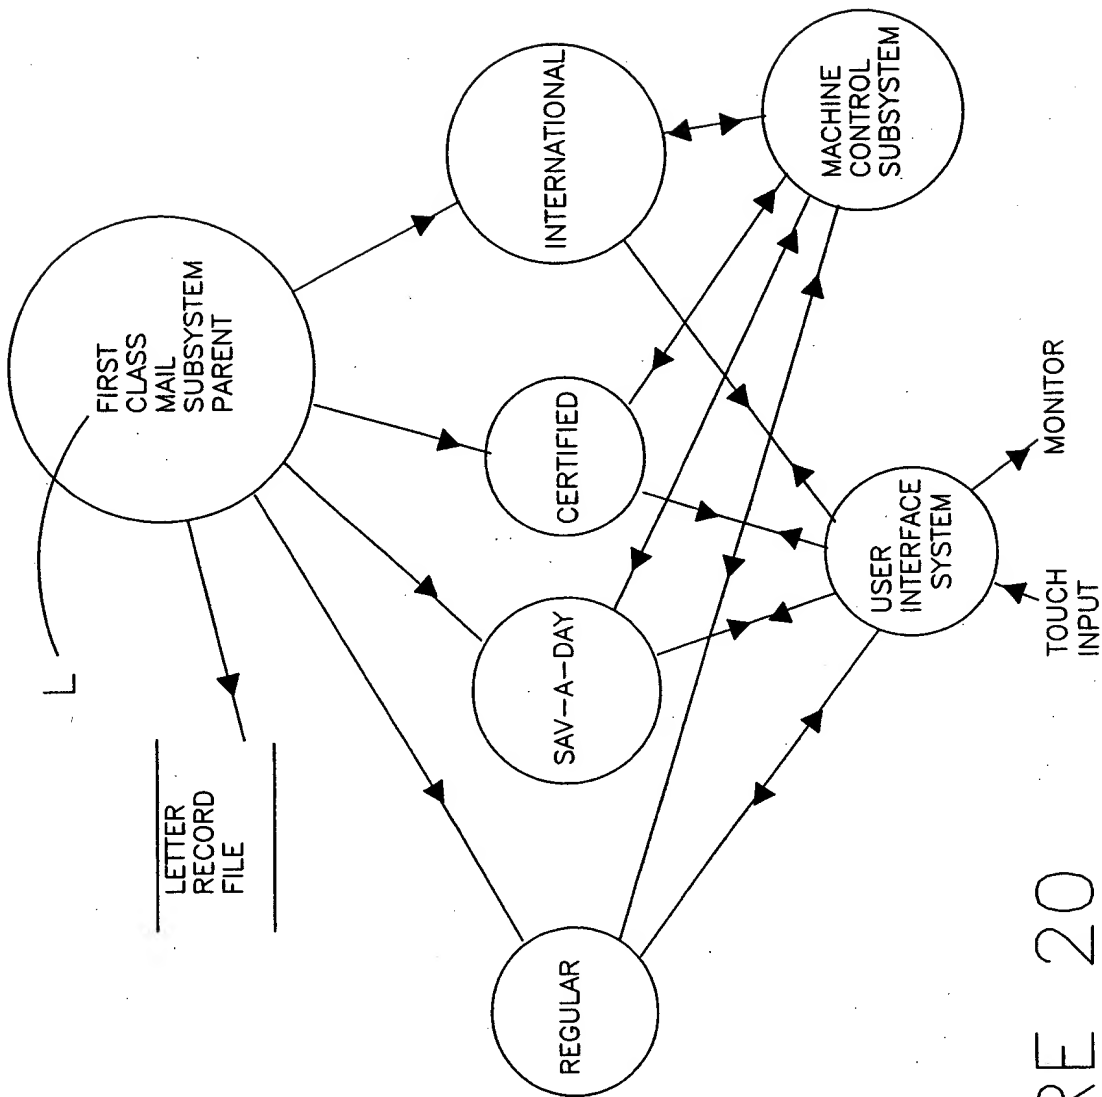 L
FIRST
CLASS
MAIL
SUBSYSTEM
PARENT
LETTER
RECORD
FILE
REGULAR
SAV-A-DAY
CERTIFIED
INTERNATIONAL
USER
INTERFACE
SYSTEM
MACHINE
CONTROL
SUBSYSTEM
TOUCH
INPUT
MONITOR
RE 20